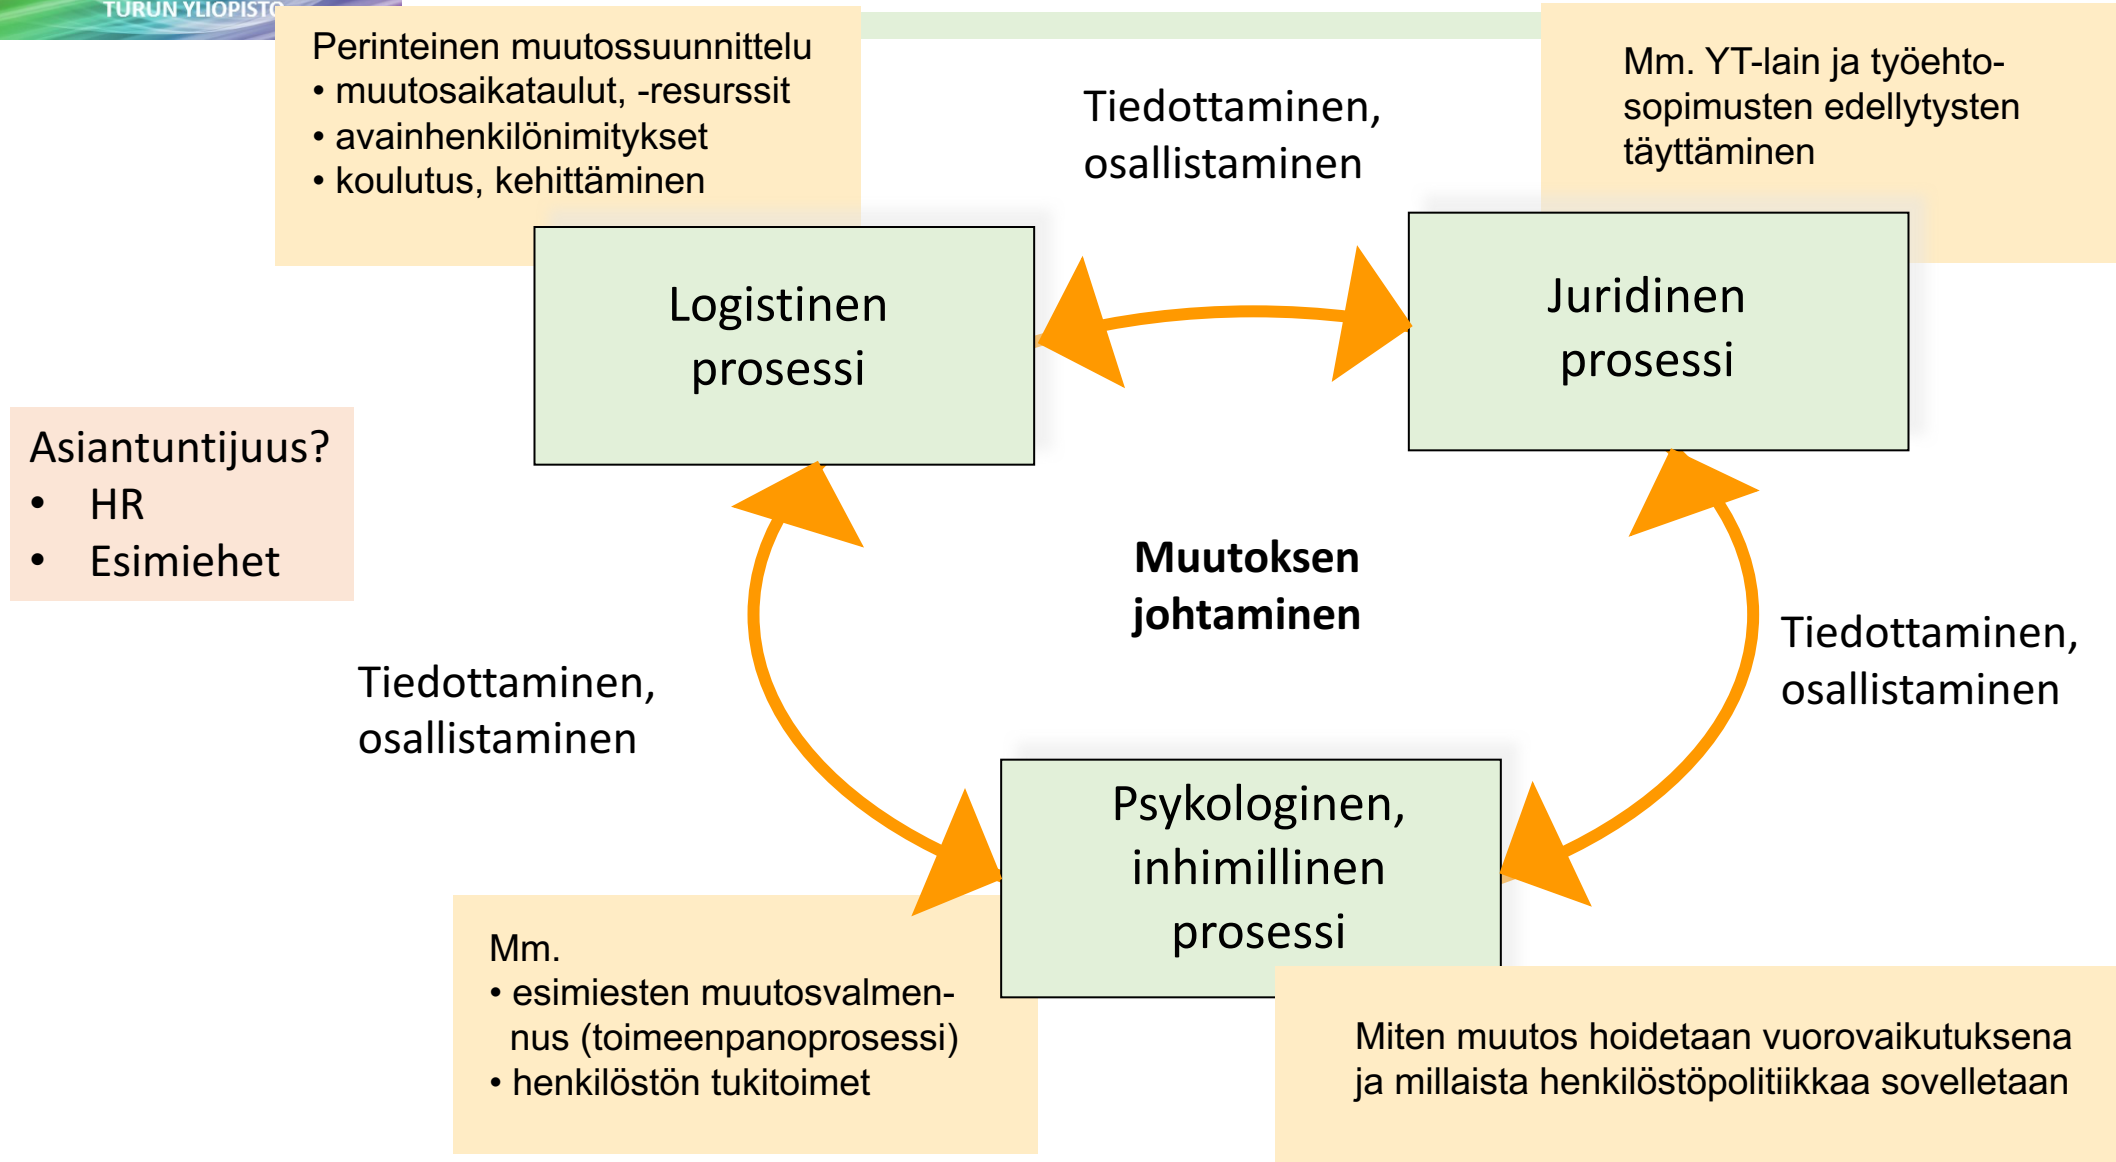 TURUN YLIOPISTO
Perinteinen muutossuunnittelu
• muutosaikataulut, -resurssit
• avainhenkilönimitykset
• koulutus, kehittäminen
Tiedottaminen,
osallistaminen
Mm. YT-lain ja työehto-
sopimusten edellytysten
täyttäminen
Logistinen
prosessi
Juridinen
prosessi
Asiantuntijuus?
• HR
• Esimiehet
Muutoksen
johtaminen
Tiedottaminen,
osallistaminen
Tiedottaminen,
osallistaminen
Psykologinen,
inhimillinen
prosessi
Mm.
• esimiesten muutosvalmen-
nus (toimeenpanoprosessi)
• henkilöstön tukitoimet
Miten muutos hoidetaan vuorovaikutuksena
ja millaista henkilöstöpolitiikkaa sovelletaan